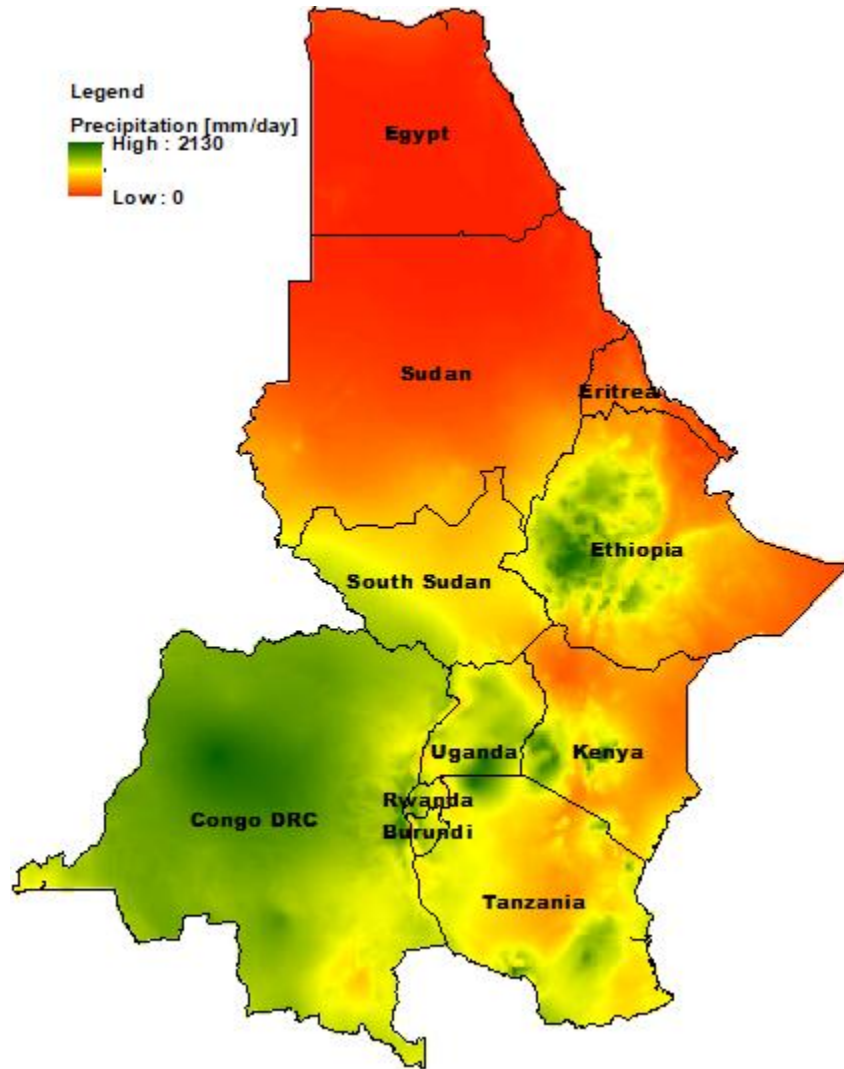 Legend
Precipitation [mm/day]
High : 2130
Low : 0
Egypt
Sudan
Eritrea
Ethiopia
South Sudan
Uganda
Kenya
Rwanda
Congo DRC
Burundi
Tanzania